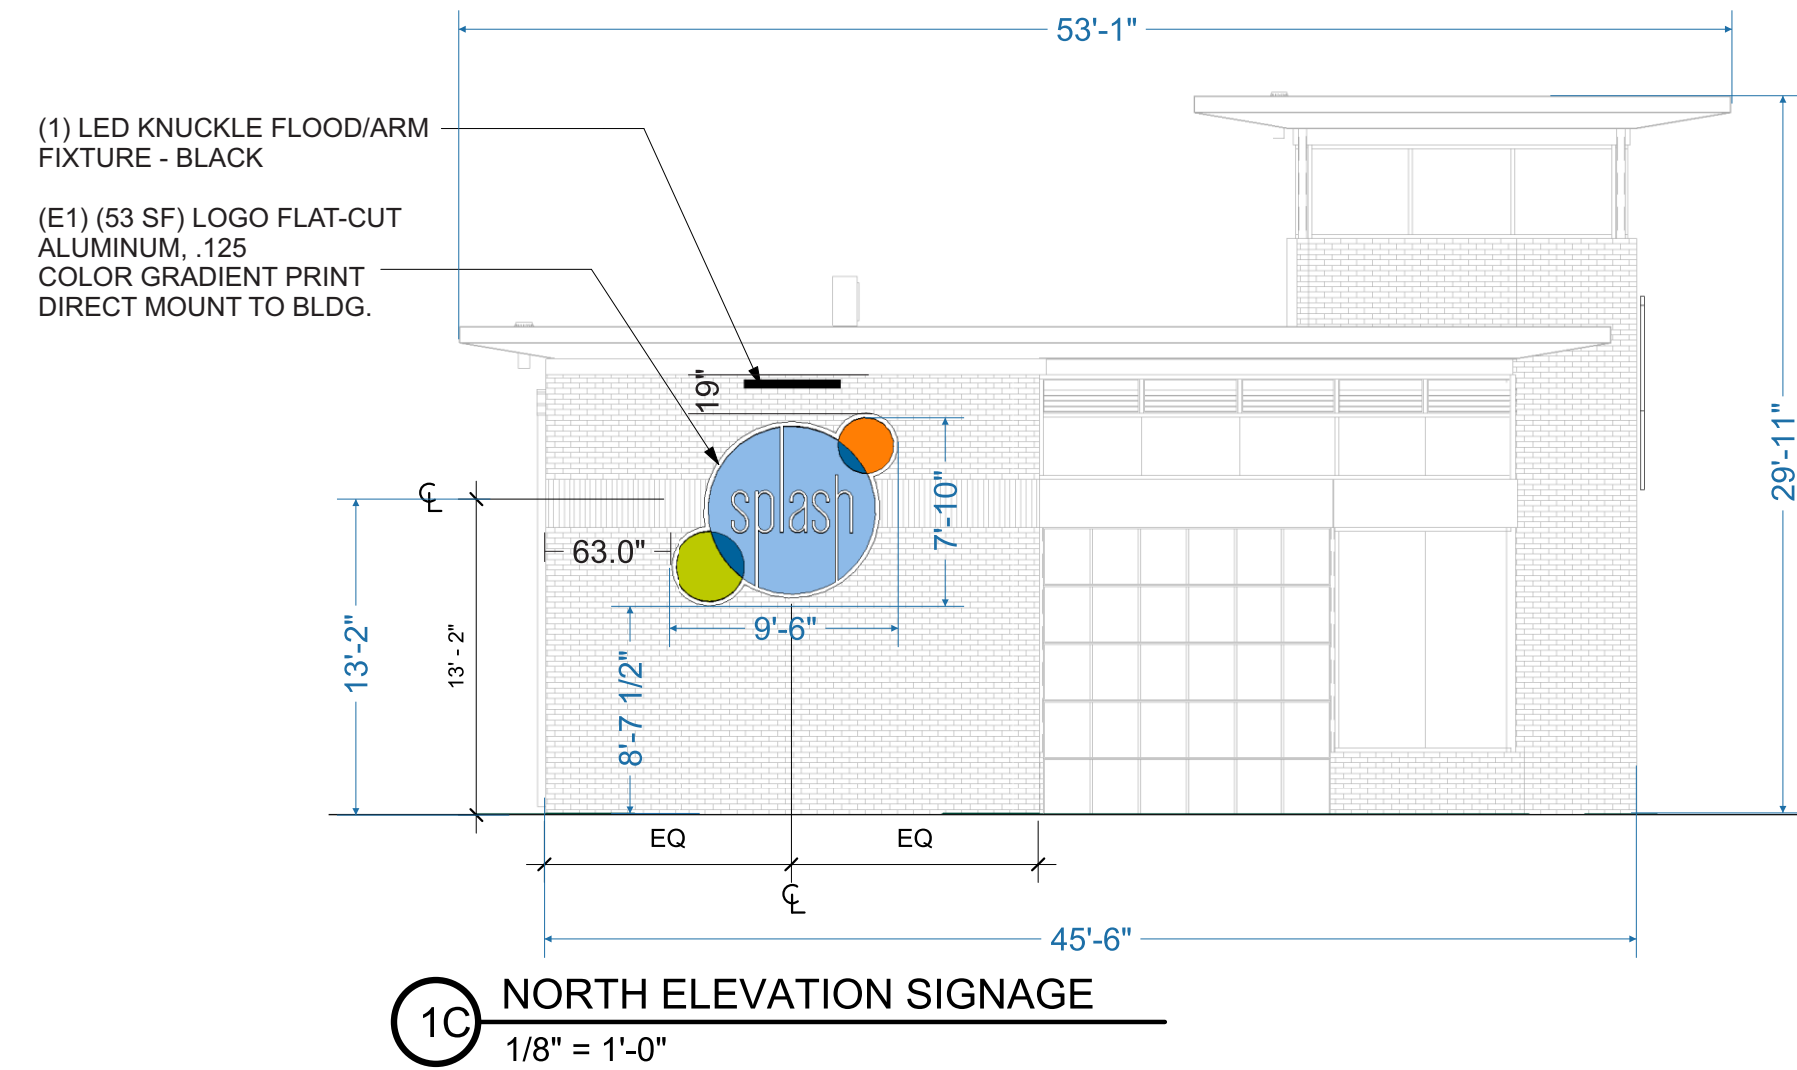 53'-1"
(1) LED KNUCKLE FLOOD/ARM
FIXTURE - BLACK
(E1) (53 SF) LOGO FLAT-CUT
ALUMINUM, .125
COLOR GRADIENT PRINT
DIRECT MOUNT TO BLDG.
19"
29'-11"
7'-10"
splash
63.0"
9'-6"
13'-2"
13' - 2"
8'-7 1/2"
EQ
EQ
45'-6"
1C
NORTH ELEVATION SIGNAGE
1/8" = 1'-0"